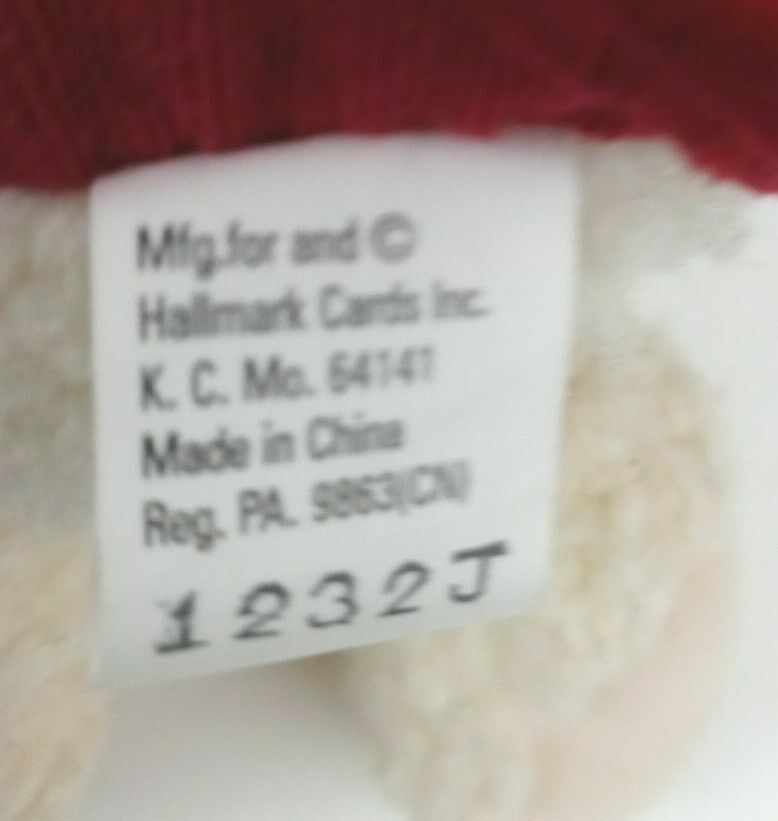 Mfg.for and ©
Hallmark Cards Inc.
K. C. Mo. 64141
Made in China
Reg. PA. 9863(CN)
1232J